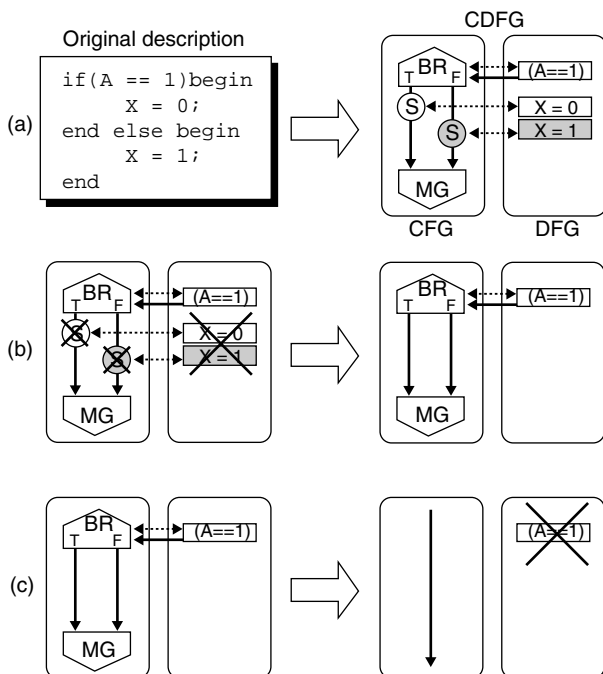 Original description
CDFG
(a)
if(A == 1)begin
X = 0;
end else begin
X = 1;
end
BR
T F
S
S
MG
(A==1)
X = 0
X = 1
CFG
DFG
(b)
BR
T F
S
S
MG
(A==1)
X = 0
X = 1
BR
T F
MG
(A==1)
(c)
BR
T F
MG
(A==1)
(A==1)